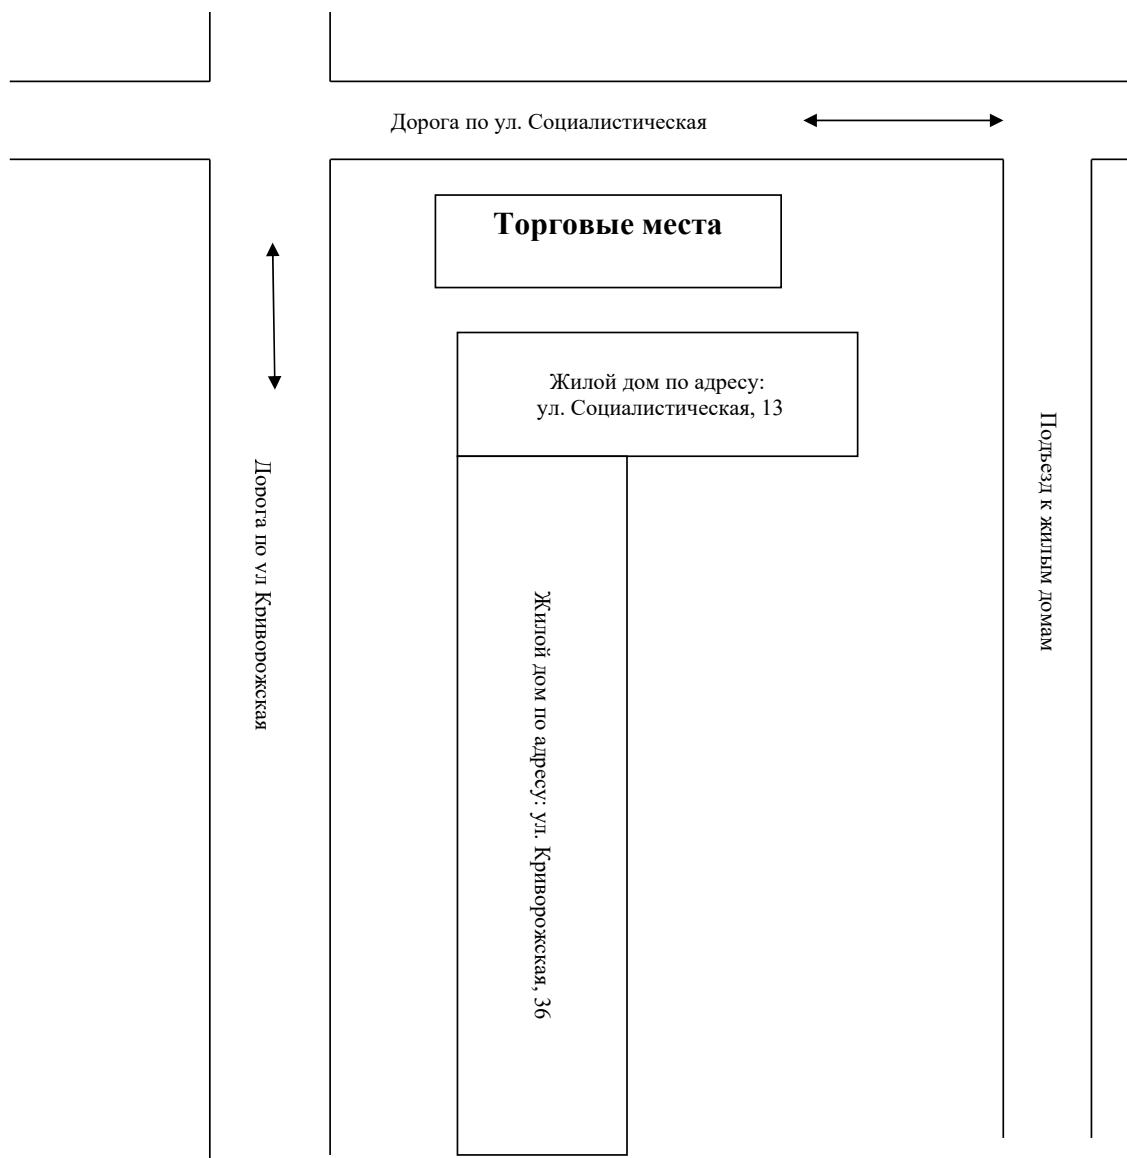 Дорога по ул. Социалистическая
Торговые места
Жилой дом по адресу:
ул. Социалистическая, 13
Подъезд к жилым домам
Дорога по ул Криворожская
Жилой дом по адресу: ул. Криворожская, 36